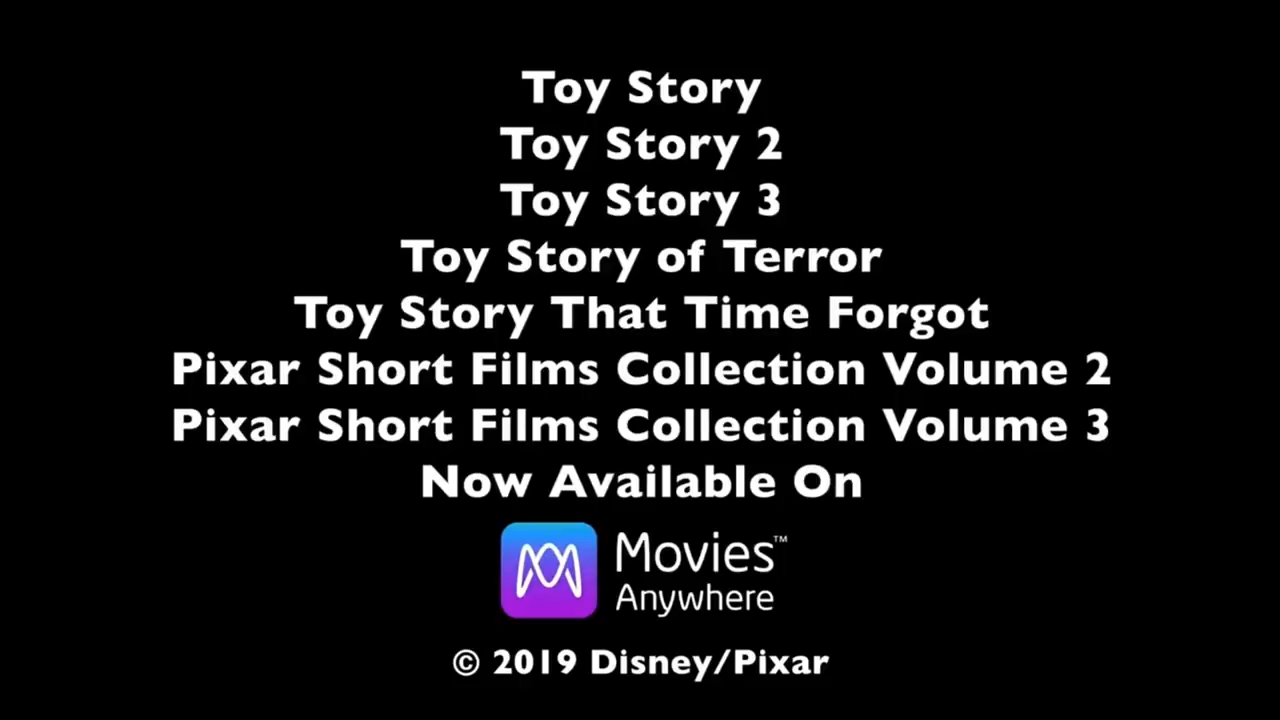 Toy Story
Toy Story 2
Toy Story 3
Toy Story of Terror
Toy Story That Time Forgot
Pixar Short Films Collection Volume 2
Pixar Short Films Collection Volume 3
Now Available On
Movies™
Anywhere
© 2019 Disney/Pixar